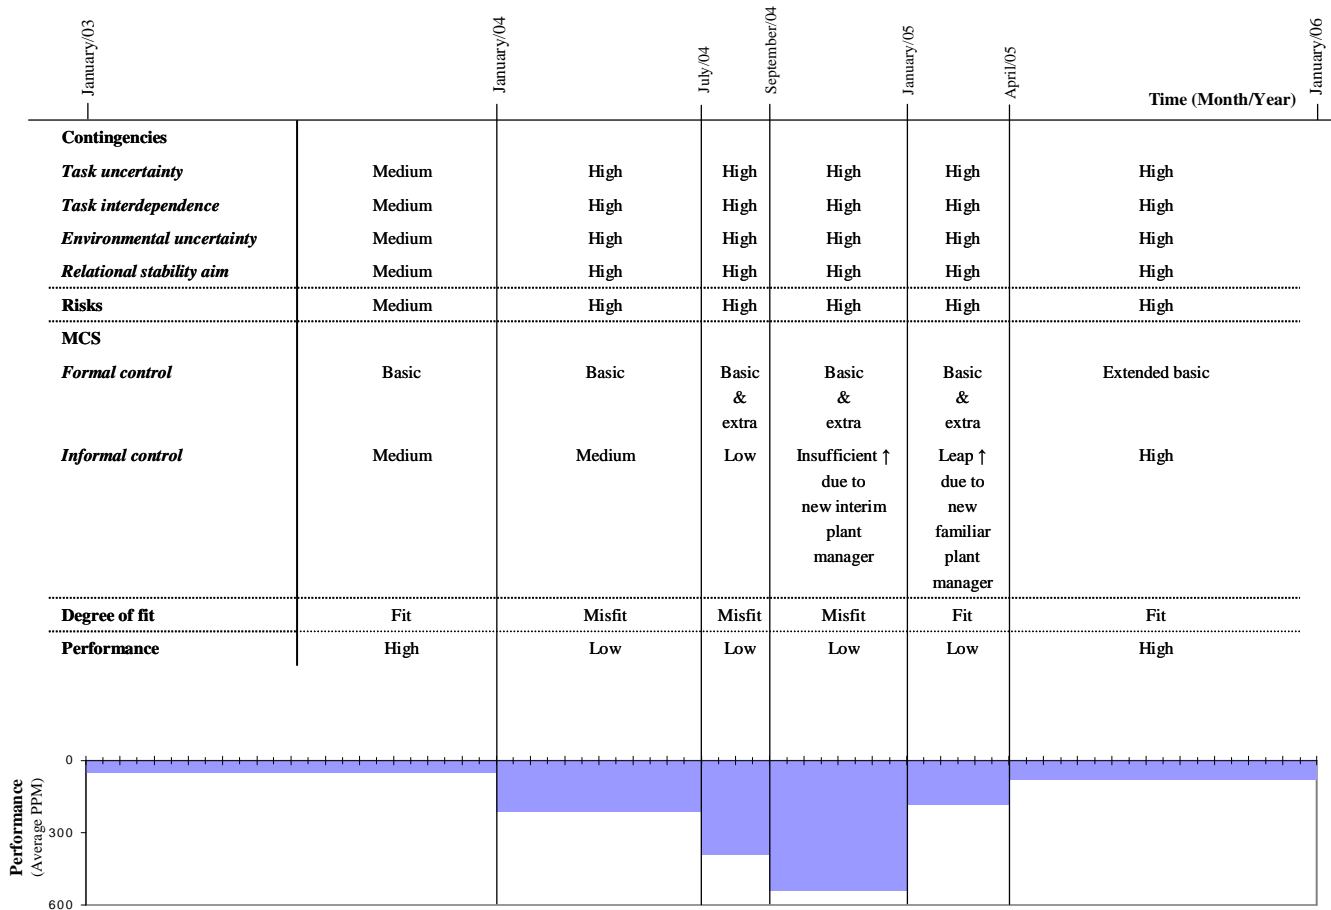 January/03 January/04 July/04 September/04 January/05 April/05 January/06
Time (Month/Year)
Contingencies
Task uncertainty Medium High High High High High
Task interdependence Medium High High High High High
Environmental uncertainty Medium High High High High High
Relational stability aim Medium High High High High High
Risks Medium High High High High High
MCS
Formal control Basic Basic Basic Basic Basic Extended basic
& & &
extra extra extra
Informal control Medium Medium Low Insufficient ↑ Leap ↑ High
due to due to
new interim new
plant familiar
manager plant
manager
Degree of fit Fit Misfit Misfit Misfit Fit Fit
Performance High Low Low Low Low High
Performance
(Average PPM)
0
300
600